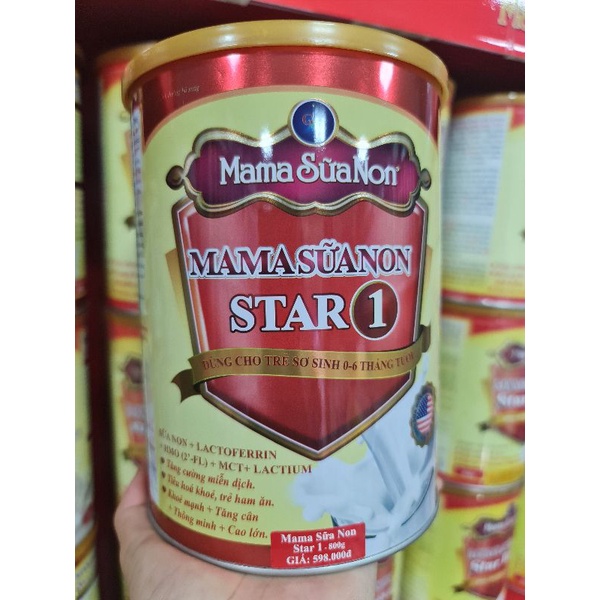 Mama Sữa Non
MAMA SỮA NON
STAR 1
DÙNG CHO TRẺ SƠ SINH 0-6 THÁNG TUỔI
SỮA NON + LACTOFERRIN
+ HMO (2'-FL) + MCT+ LACTIUM
• Tăng cường miễn dịch.
• Tiêu hoá khoẻ, trẻ ham ăn.
• Khoẻ mạnh + Tăng cân
+ Thông minh + Cao lớn.
Mama Sữa Non
Star 1 - 800g
GIÁ: 598.000đ